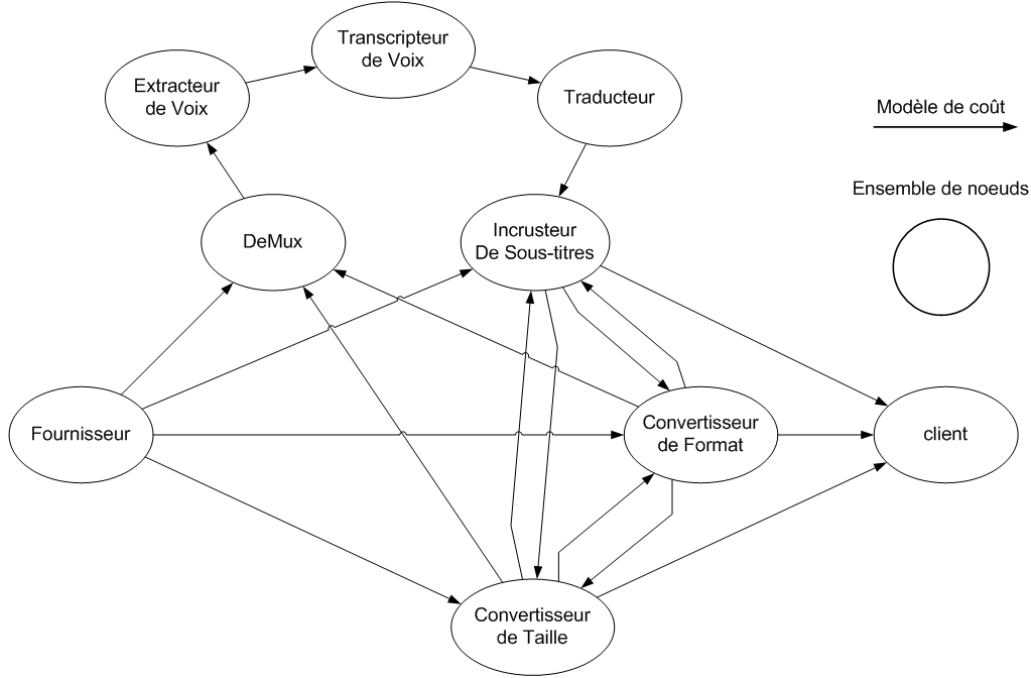 Transcripteur
de Voix
Extracteur
de Voix
Traducteur
Modèle de coût
Ensemble de noeuds
DeMux
Incrusteur
De Sous-titres
Fournisseur
Convertisseur
de Format
client
Convertisseur
de Taille